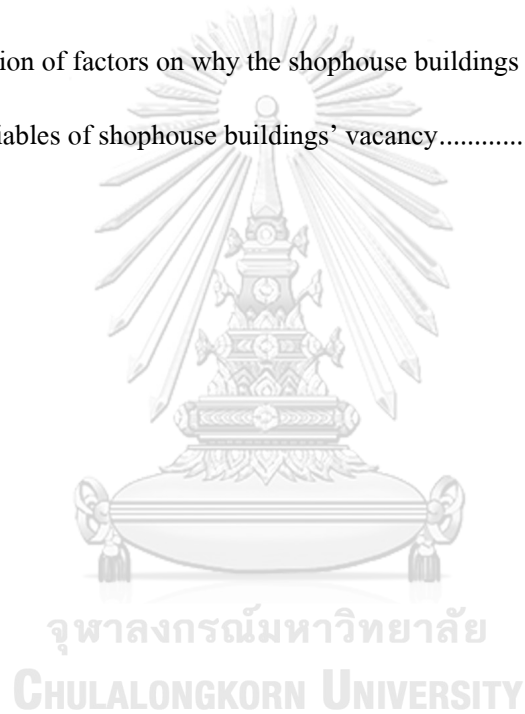 ion of factors on why the shophouse buildings
iables of shophouse buildings’ vacancy............
จุฬาลงกรณ์มหาวิทยาลัย
CHULALONGKORN UNIVERSITY